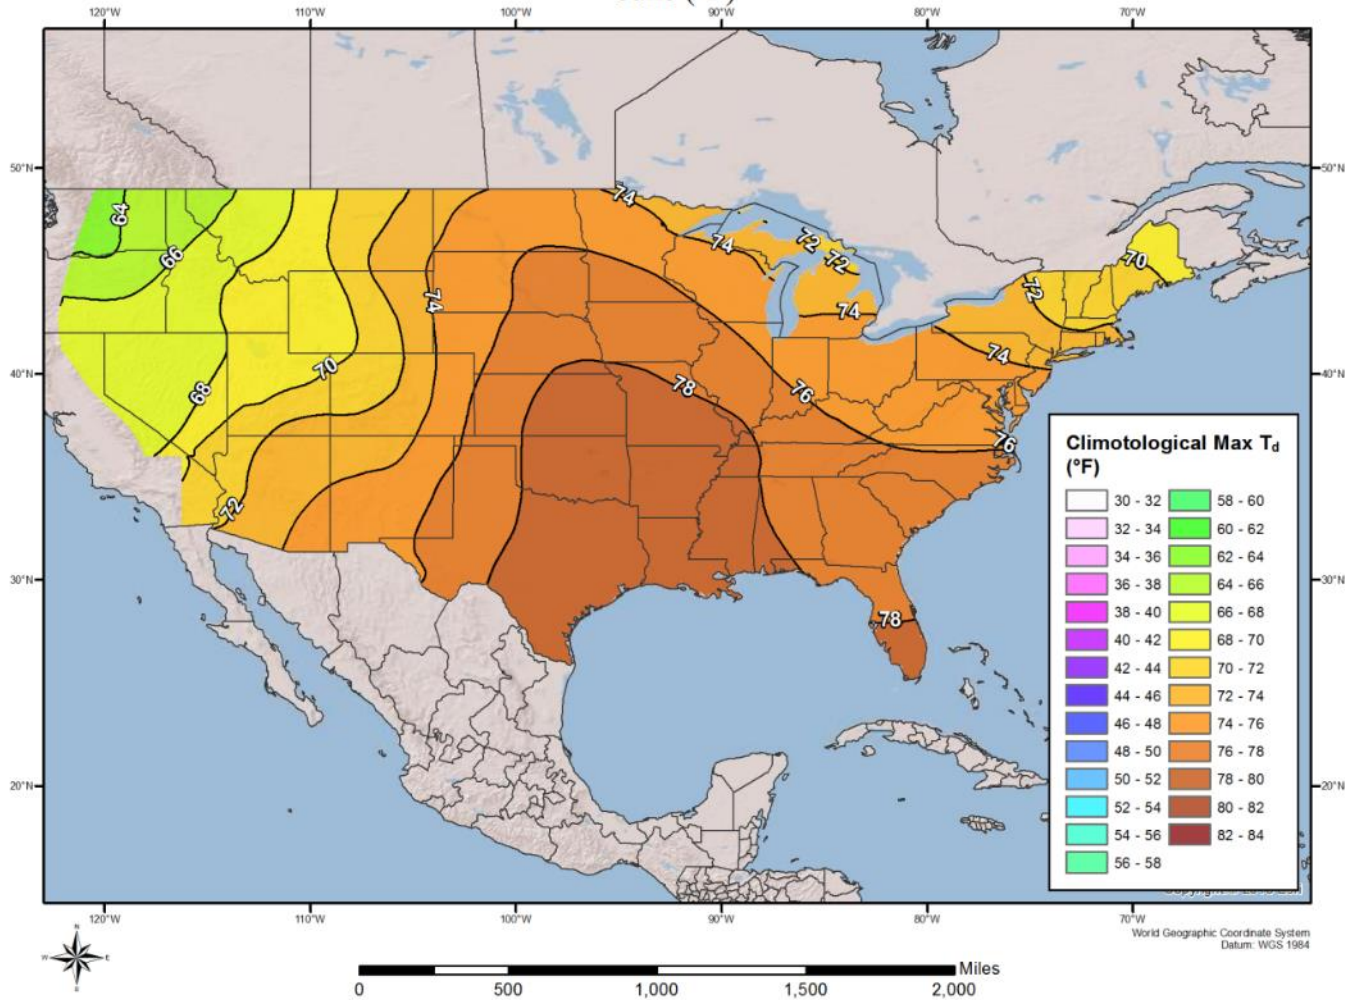 120°W 110°W 100°W 90°W 80°W 70°W
50°N 50°N
40°N 40°N
30°N 30°N
20°N 20°N
64
66
68
70
72
74
78
76
74
74
72
72
74
72
70
74
76
78
Climotological Max Td
(°F)
30 - 32 58 - 60
32 - 34 60 - 62
34 - 36 62 - 64
36 - 38 64 - 66
38 - 40 66 - 68
40 - 42 68 - 70
42 - 44 70 - 72
44 - 46 72 - 74
46 - 48 74 - 76
48 - 50 76 - 78
50 - 52 78 - 80
52 - 54 80 - 82
54 - 56 82 - 84
56 - 58
120°W 110°W 100°W 90°W 80°W 70°W
World Geographic Coordinate System
Datum: WGS 1984
N
W E
S
Miles
0 500 1,000 1,500 2,000